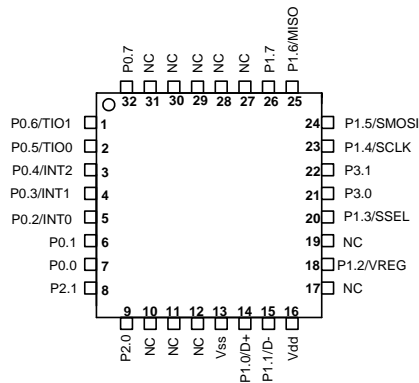 P0.7
NC
NC
NC
NC
NC
P1.7
P1.6/MISO
32
31
30
29
28
27
26
25
P0.6/TIO1 1
P0.5/TIO0 2
P0.4/INT2 3
P0.3/INT1 4
P0.2/INT0 5
P0.1 6
P0.0 7
P2.1 8
24 P1.5/SMOSI
23 P1.4/SCLK
22 P3.1
21 P3.0
20 P1.3/SSEL
19 NC
18 P1.2/VREG
17 NC
9
10
11
12
13
14
15
16
P2.0
NC
NC
NC
Vss
P1.0/D+
P1.1/D-
Vdd